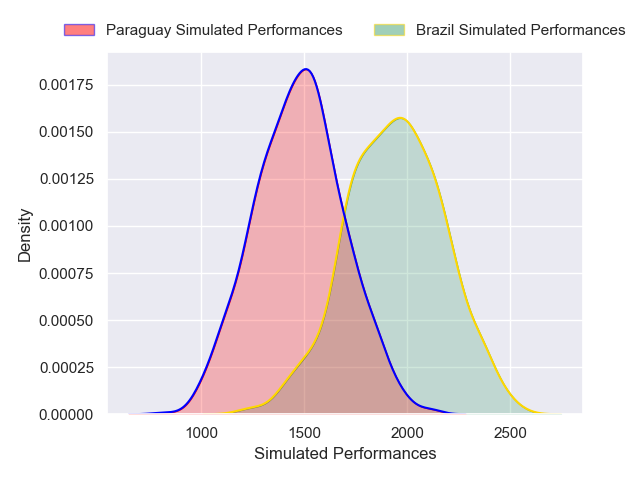 Paraguay Simulated Performances Brazil Simulated Performances
0.00175
0.00150
0.00125
0.00100
0.00075
0.00050
0.00025
0.00000
Density
1000 1500 2000 2500
Simulated Performances